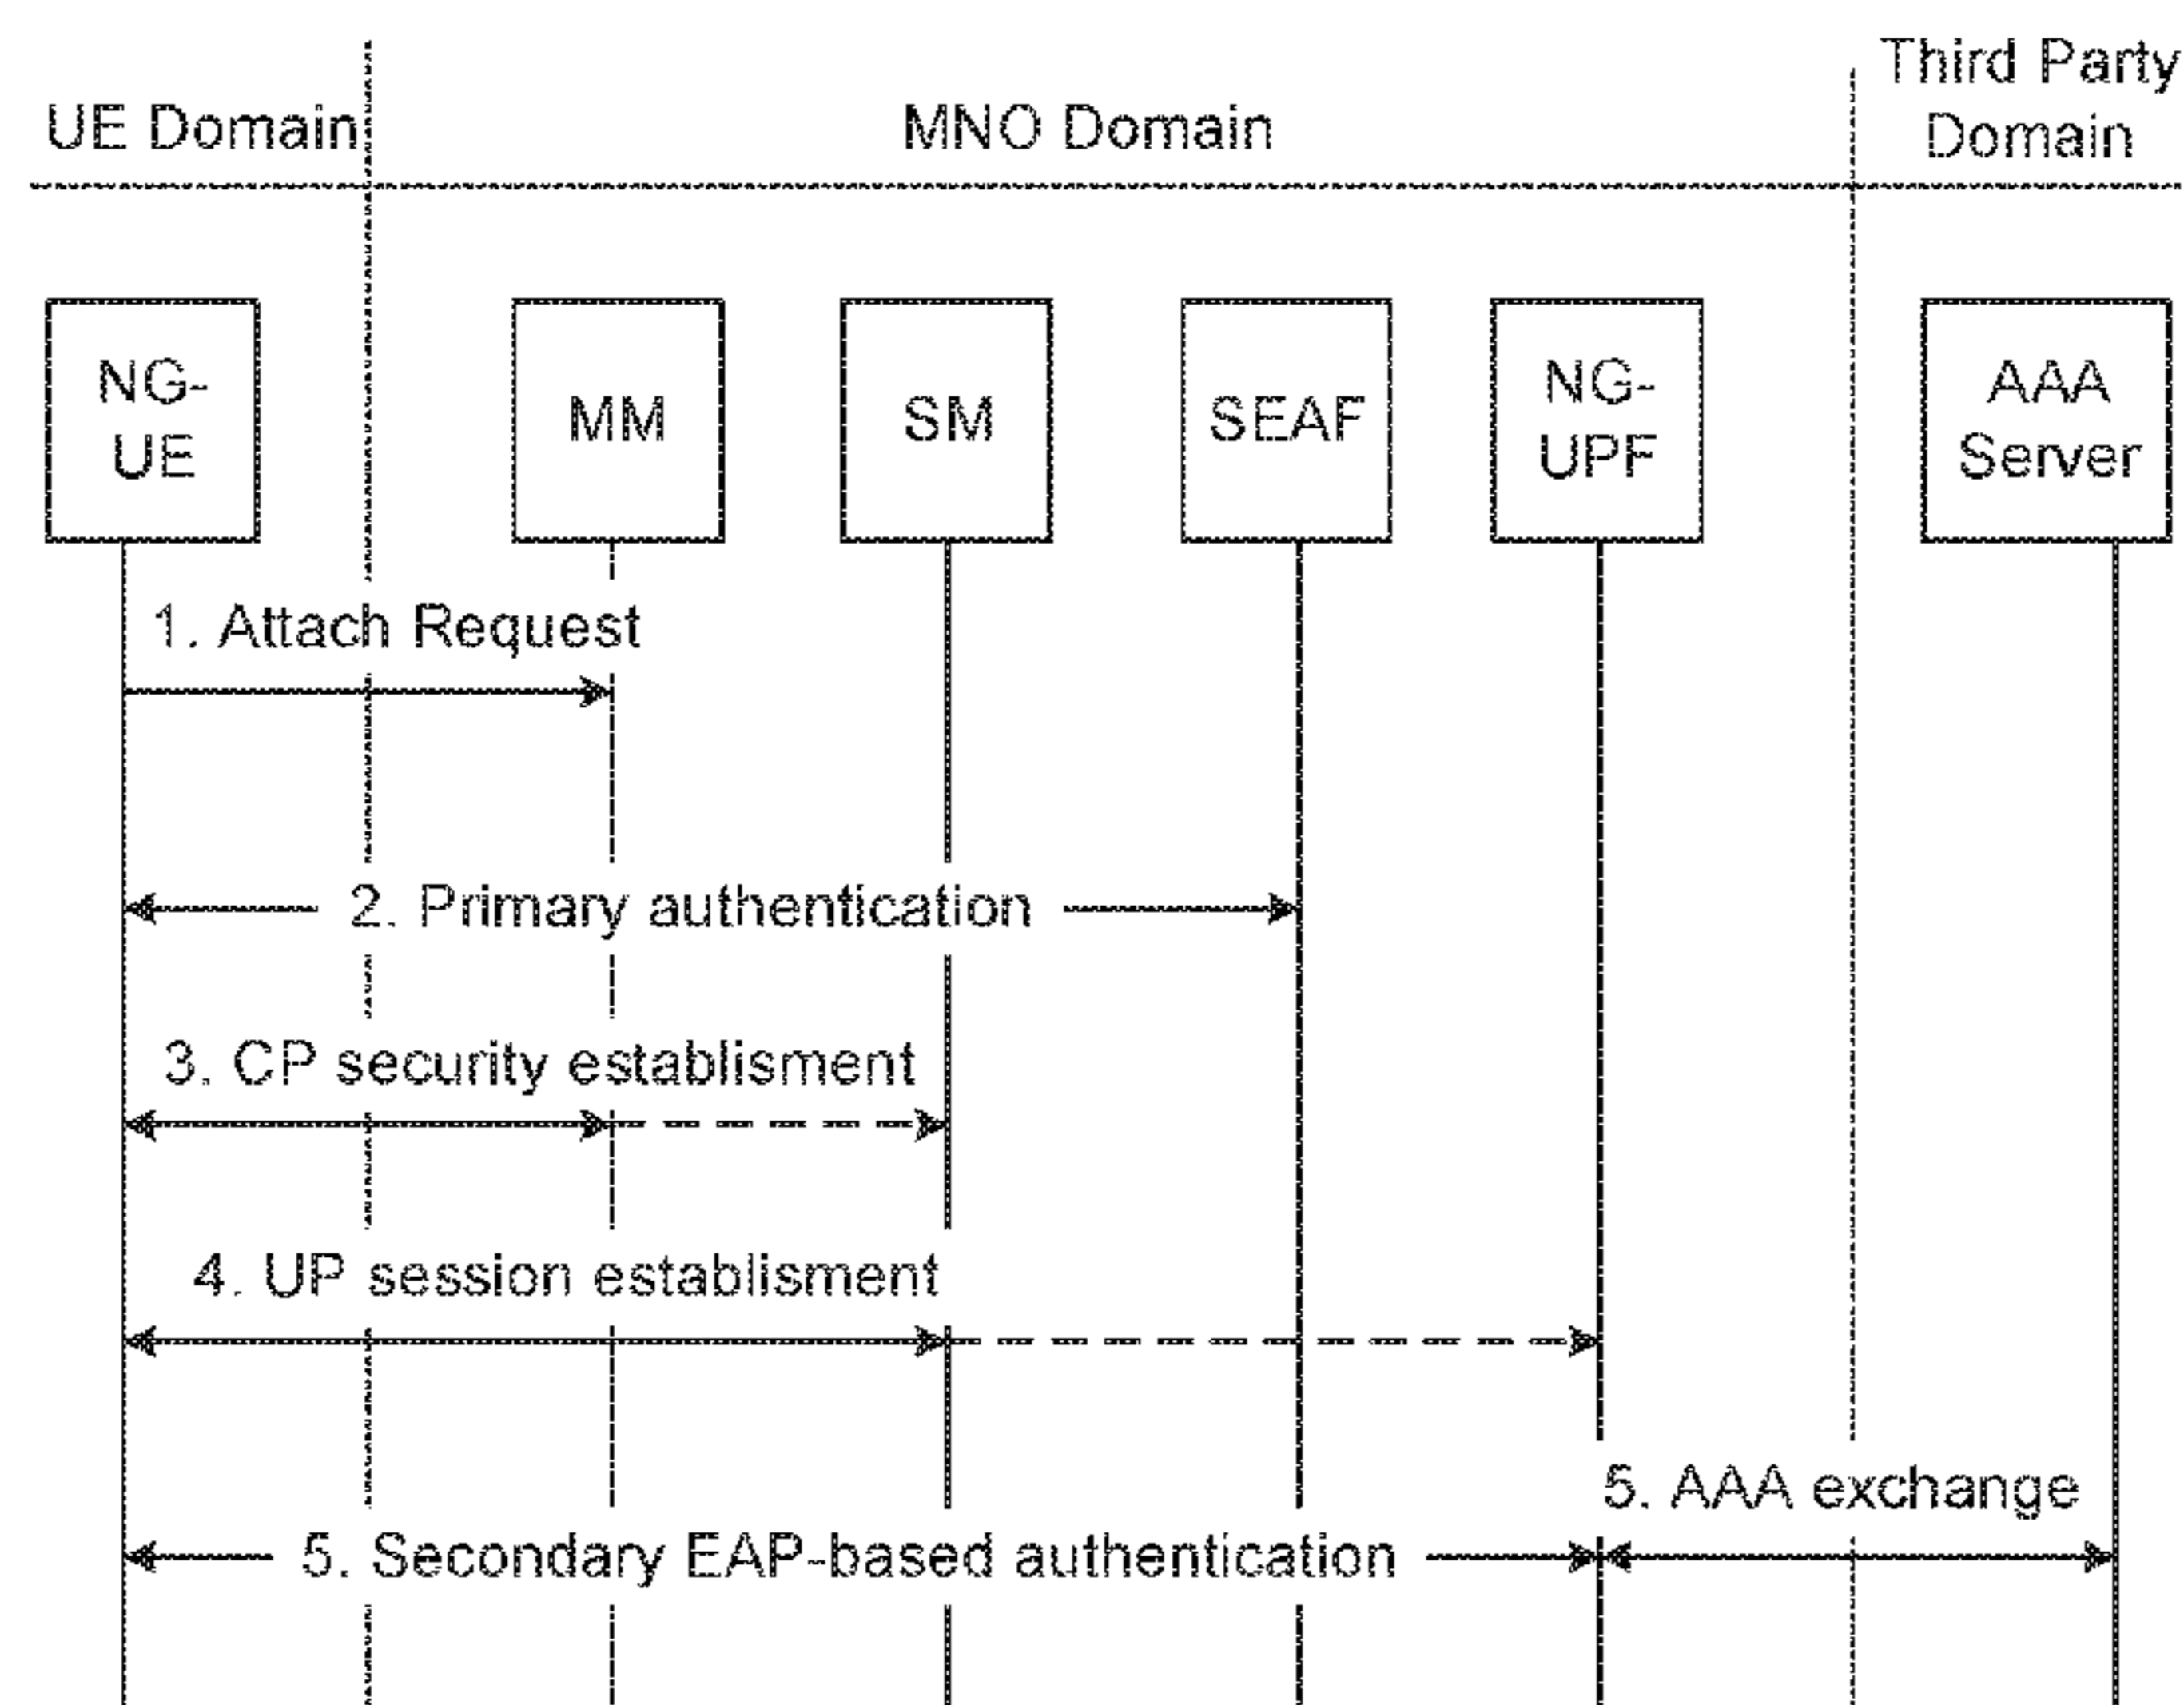 UE Domain
MNO Domain
Third Party
Domain
NG-
UE
MM
SM
SEAF
NG-
UPF
AAA
Server
1. Attach Request
2. Primary authentication
3. CP security establisment
4. UP session establisment
5. AAA exchange
5. Secondary EAP-based authentication